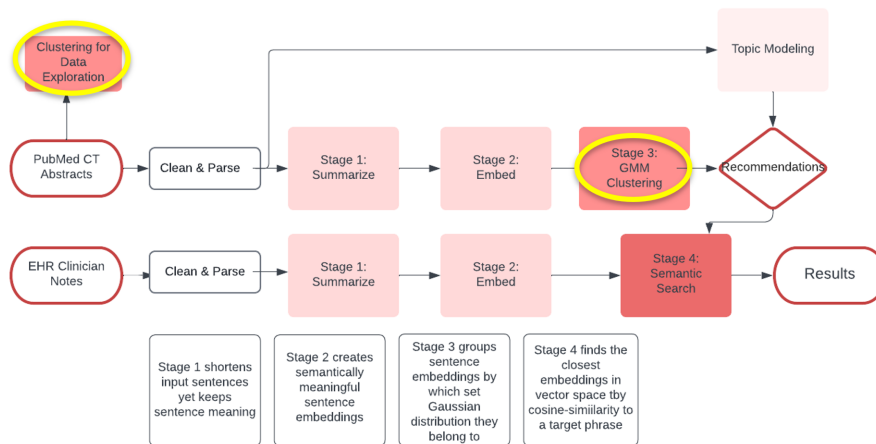 Clustering for
Data
Exploration
Topic Modeling
PubMed CT
Abstracts
Clean & Parse
Stage 1:
Summarize
Stage 2:
Embed
Stage 3:
GMM
Clustering
Recommendations
EHR Clinician
Notes
Clean & Parse
Stage 1:
Summarize
Stage 2:
Embed
Stage 4:
Semantic
Search
Results
Stage 1 shortens
input sentences
yet keeps
sentence meaning
Stage 2 creates
semantically
meaningful
sentence
embeddings
Stage 3 groups
sentence
embeddings by
which set
Gaussian
distribution they
belong to
Stage 4 finds the
closest
embeddings in
vector space tby
cosine-simiilarity to
a target phrase